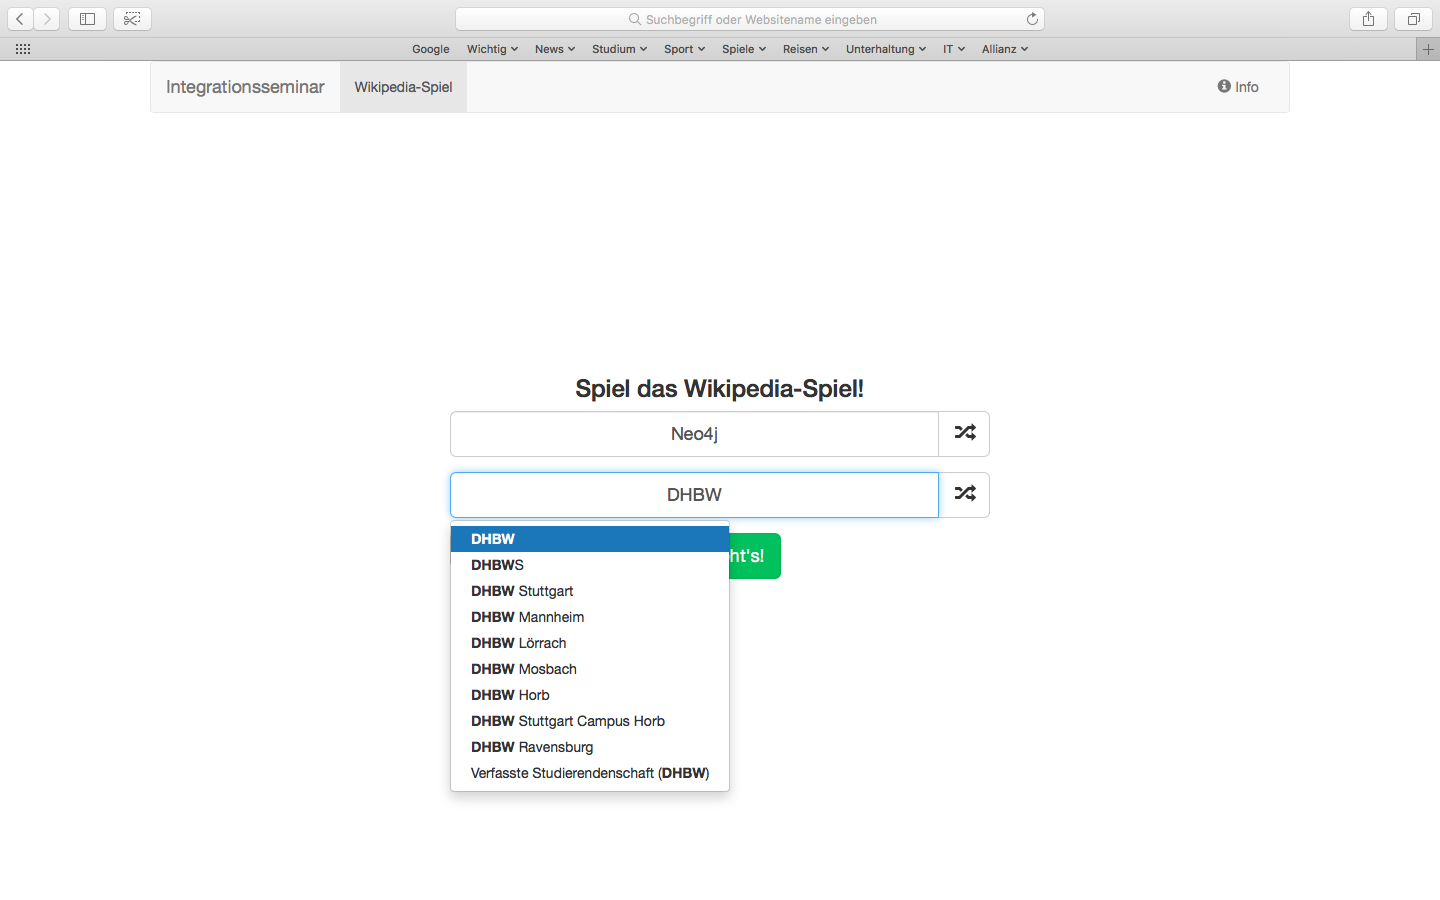 Suchbegriff oder Websitename eingeben
Google Wichtig News Studium Sport Spiele Reisen Unterhaltung IT Allianz
Integrationsseminar Wikipedia-Spiel Info
Spiel das Wikipedia-Spiel!
Neo4j
DHBW
ht's!
DHBW
DHBWS
DHBW Stuttgart
DHBW Mannheim
DHBW Lörrach
DHBW Mosbach
DHBW Horb
DHBW Stuttgart Campus Horb
DHBW Ravensburg
Verfasste Studierendenschaft (DHBW)